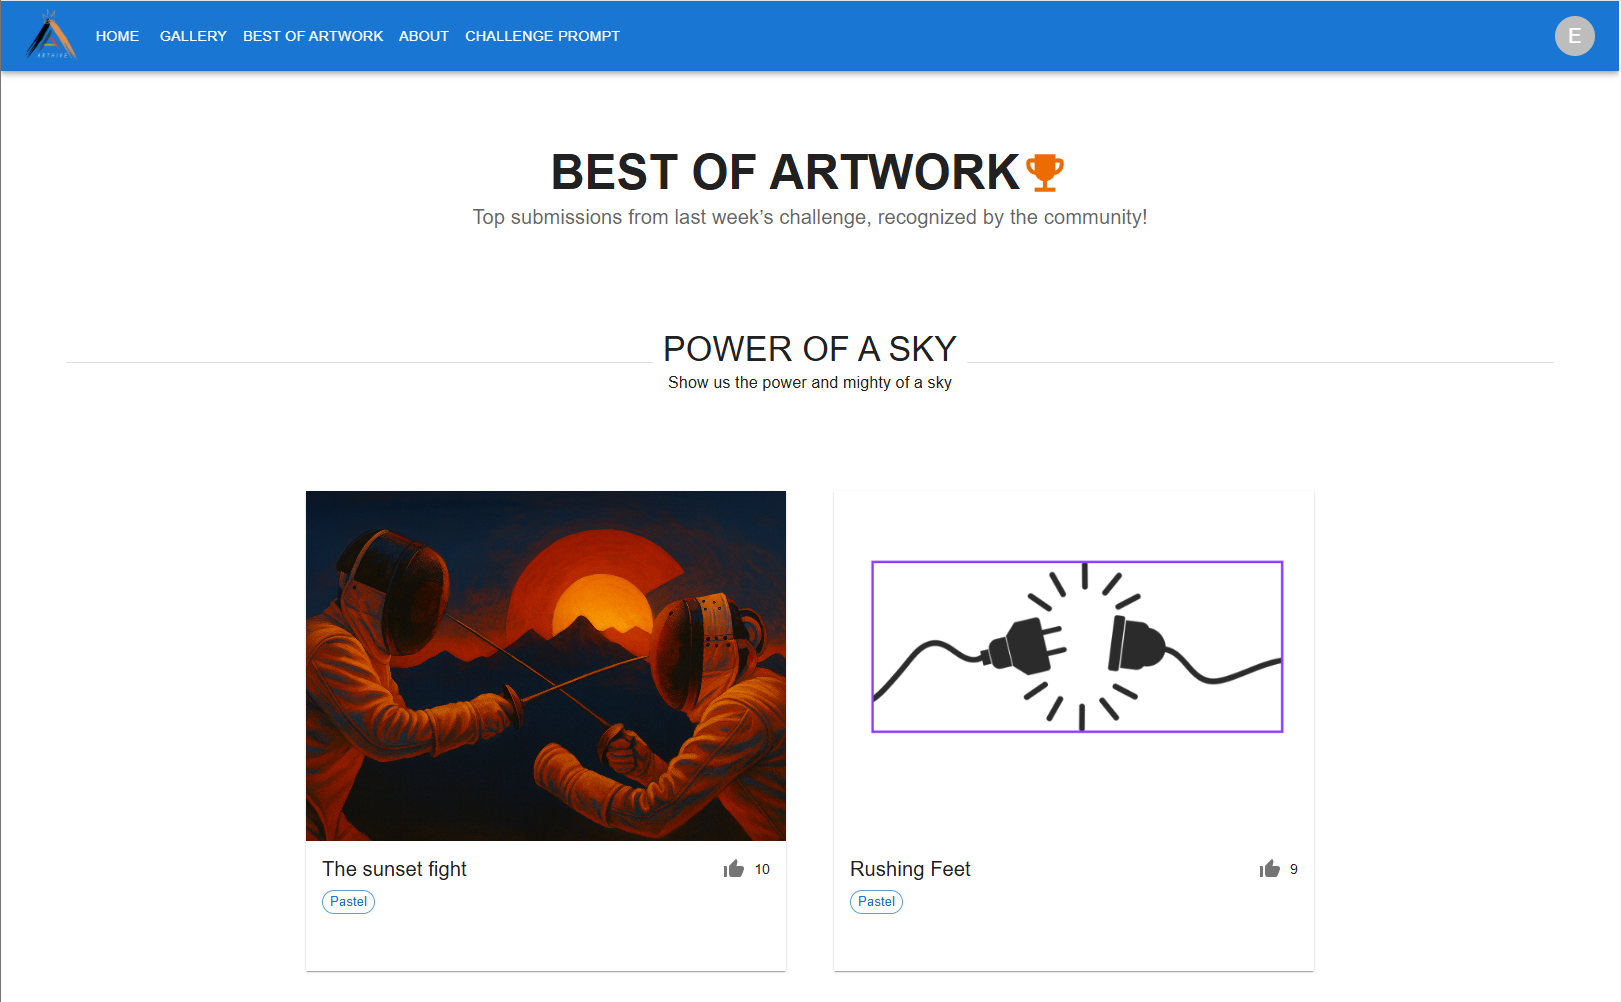 ARTHIVE
HOME GALLERY BEST OF ARTWORK ABOUT CHALLENGE PROMPT E
BEST OF ARTWORK
Top submissions from last week’s challenge, recognized by the community!
POWER OF A SKY
Show us the power and mighty of a sky
The sunset fight 10
Pastel
Rushing Feet 9
Pastel